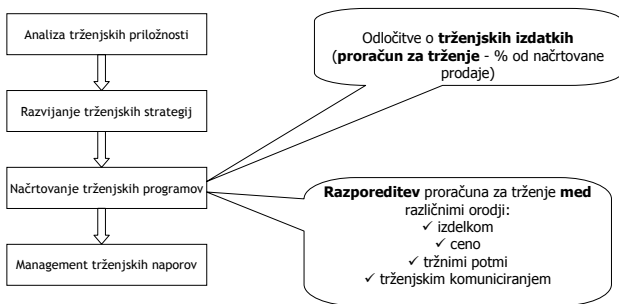 Analiza trženjskih priložnosti
Razvijanje trženjskih strategij
Načrtovanje trženjskih programov
Management trženjskih naporov
Odločitve o trženjskih izdatkih
(proračun za trženje - % od načrtovane
prodaje)
Razporeditev proračuna za trženje med
različnimi orodji:
✓ izdelkom
✓ ceno
✓ tržnimi potmi
✓ trženjskim komuniciranjem